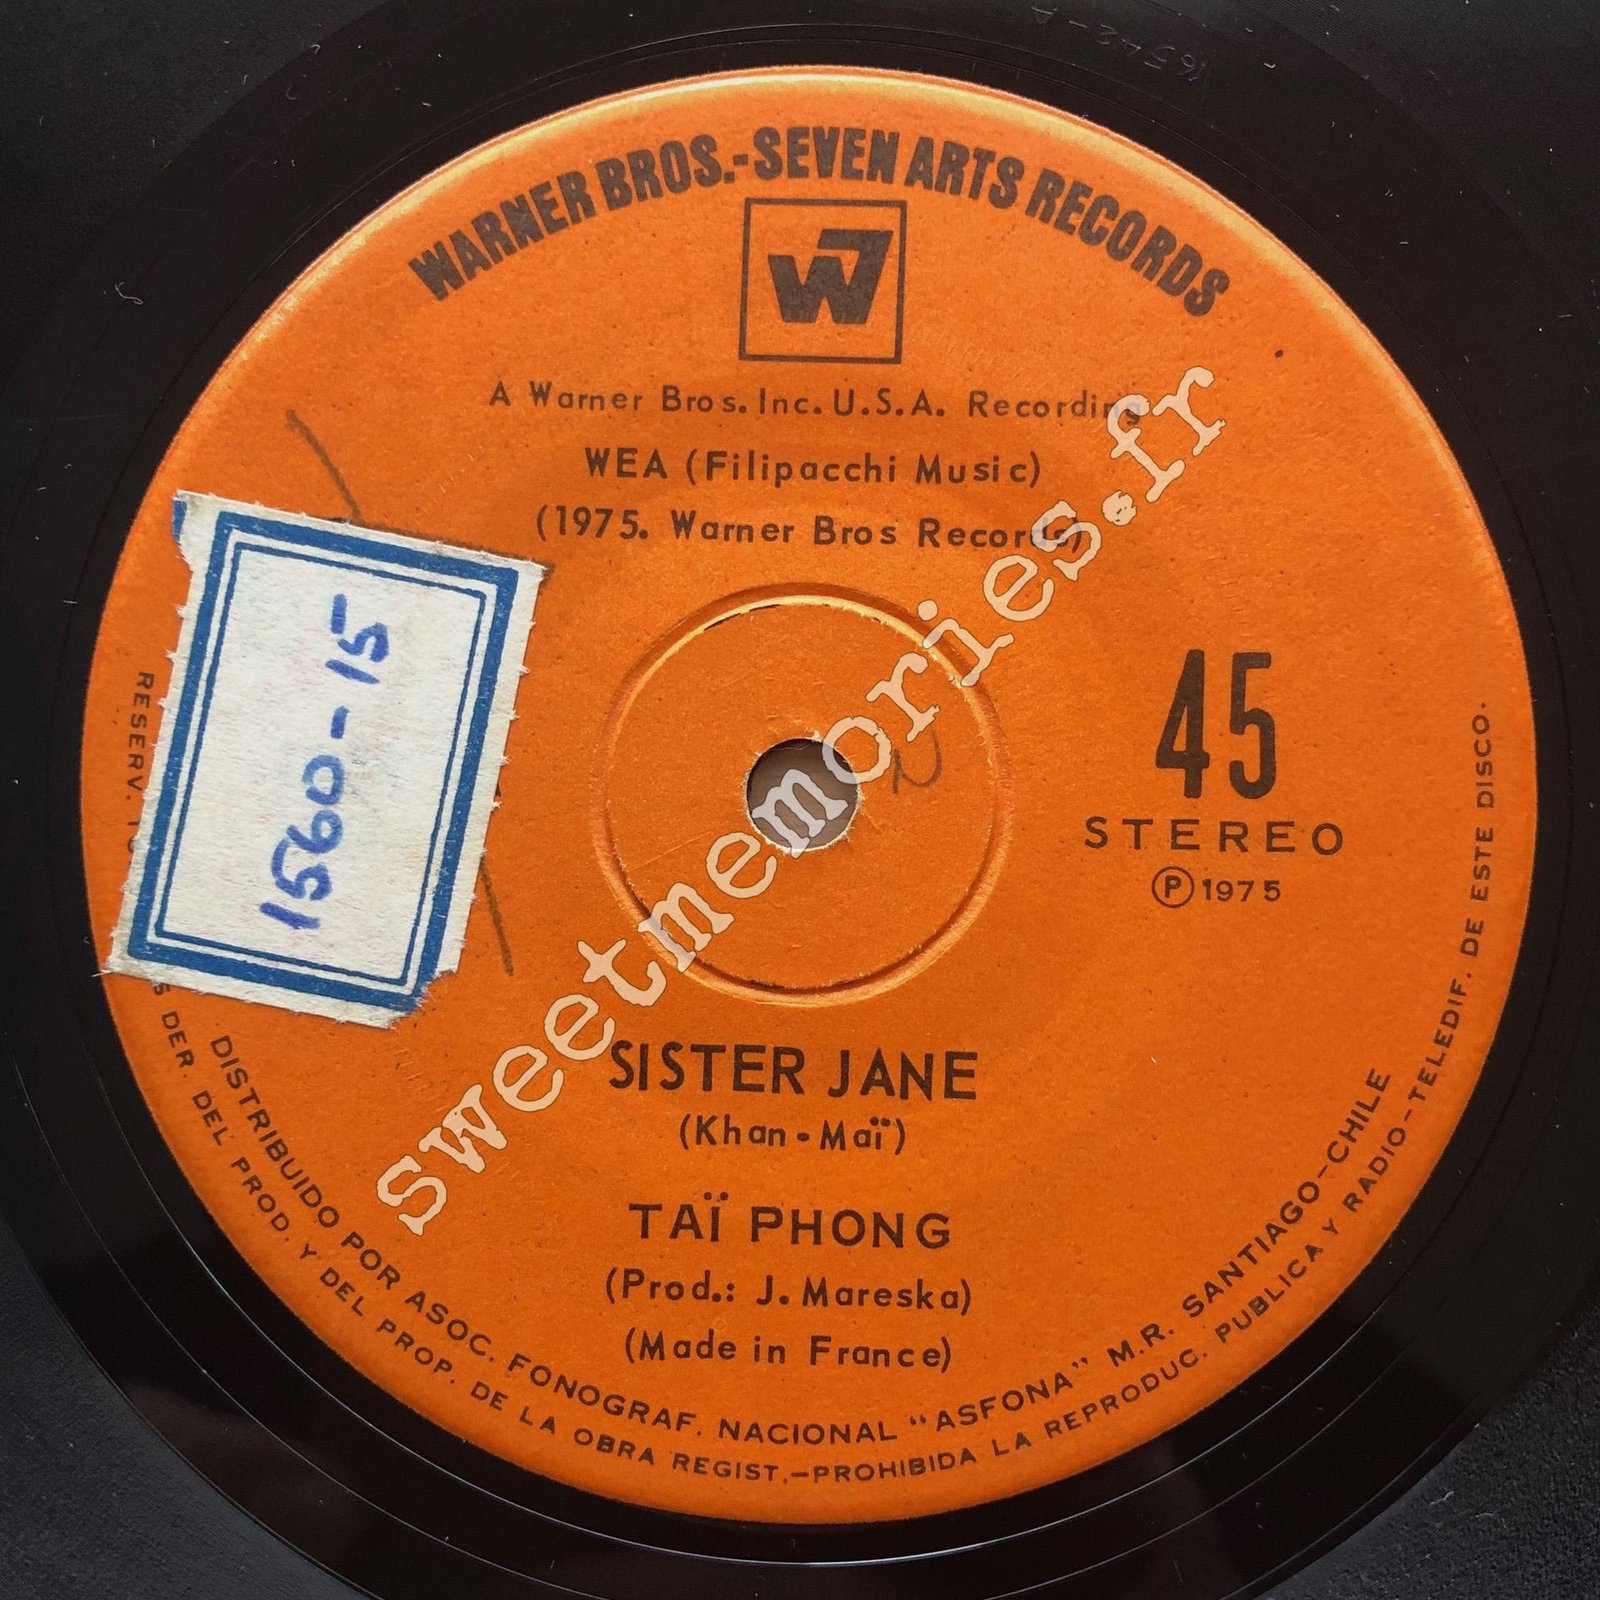 WARNER BROS.-SEVEN ARTS RECORDS
W7
A Warner Bros. Inc. U.S.A. Recording
WEA (Filipacchi Music)
(1975. Warner Bros Records)
1560-15
45
STEREO
Ⓟ 1975
SISTER JANE
(Khan-Maï)
TAÏ PHONG
(Prod.: J. Mareska)
(Made in France)
DISTRIBUIDO POR ASOC. FONOGRAF. NACIONAL "ASFONA" M.R. SANTIAGO-CHILE
RESERV. DER. DEL PROD. Y DEL PROP. DE LA OBRA REGIST.-PROHIBIDA LA REPRODUC. PUBLICA Y RADIO-TELEDIF. DE ESTE DISCO.
sweetmemories.fr